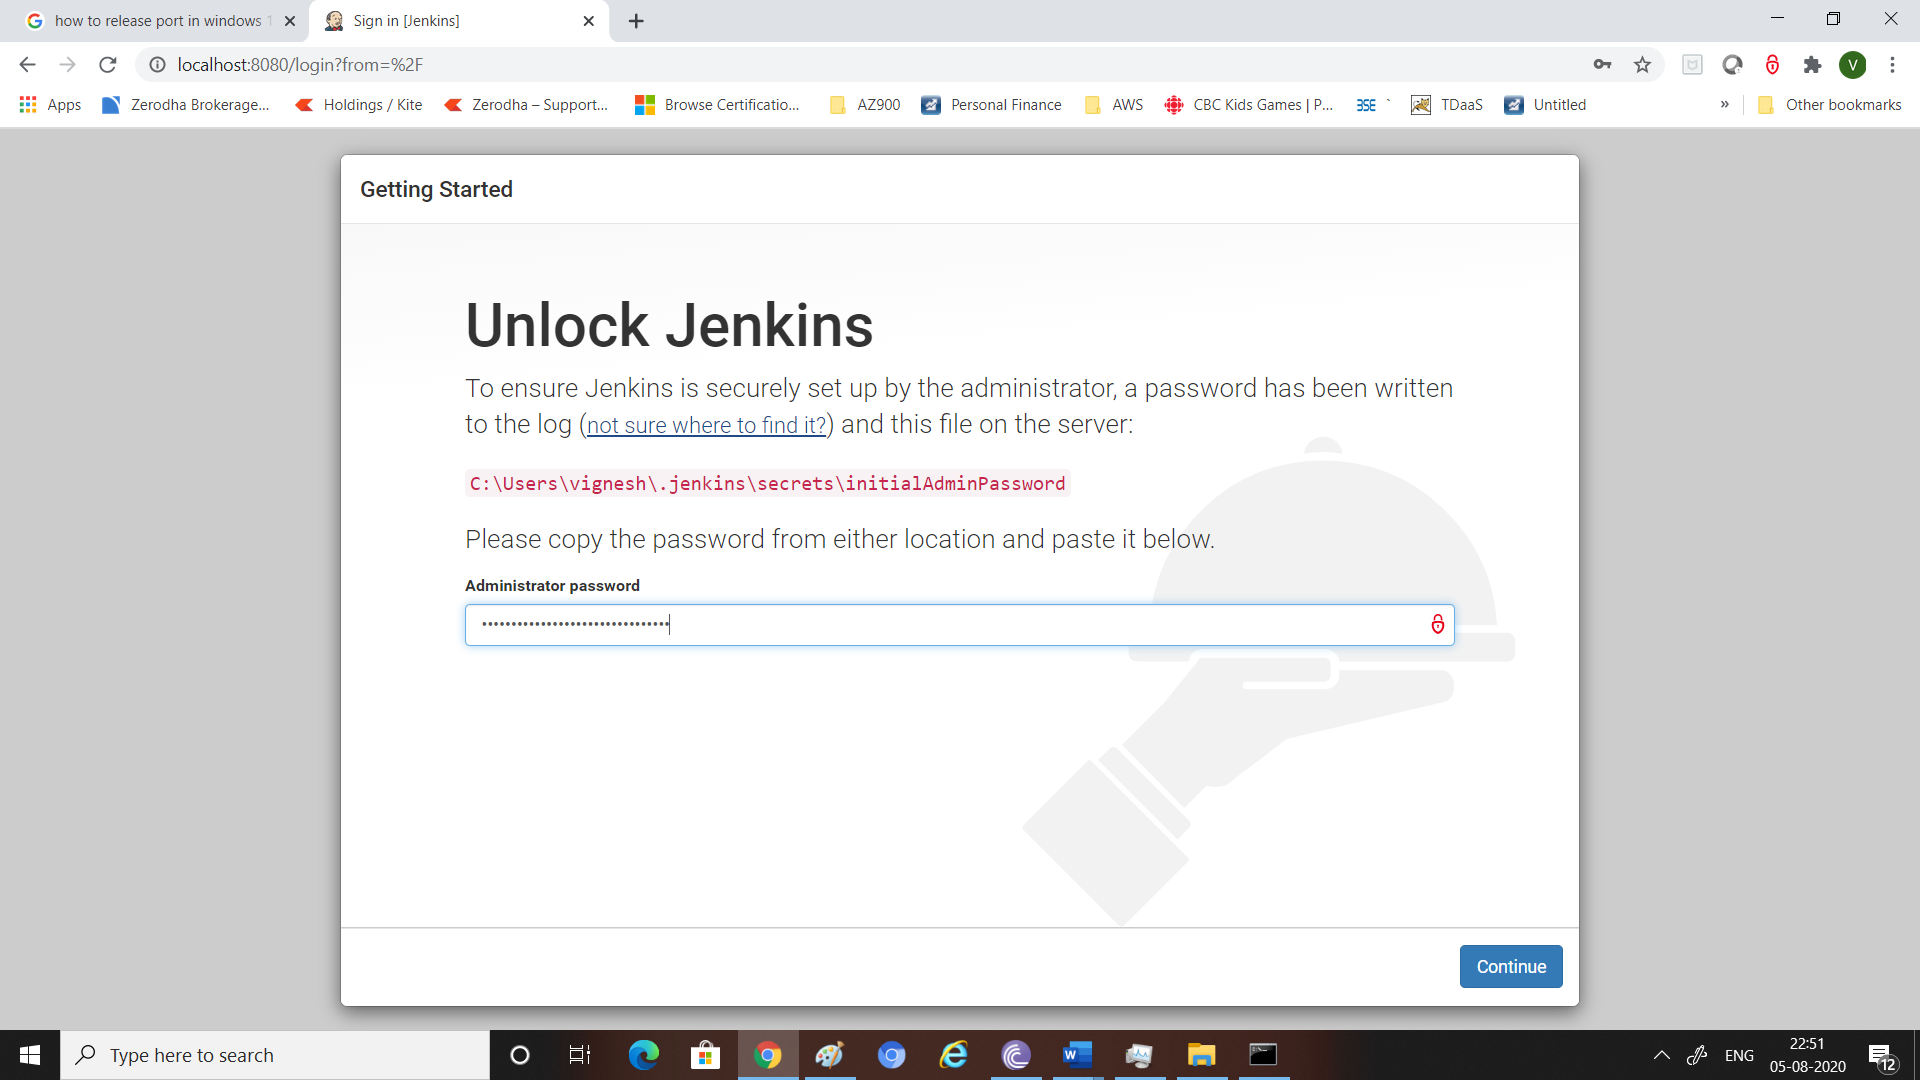 how to release port in windows 1
Sign in [Jenkins]
localhost:8080/login?from=%2F
V
Apps
Zerodha Brokerage...
Holdings / Kite
Zerodha – Support...
Browse Certificatio...
AZ900
Personal Finance
AWS
CBC Kids Games | P...
BSE `
TDaaS
Untitled
»
Other bookmarks
Getting Started
Unlock Jenkins
To ensure Jenkins is securely set up by the administrator, a password has been written
to the log (not sure where to find it?) and this file on the server:
C:\Users\vignesh\.jenkins\secrets\initialAdminPassword
Please copy the password from either location and paste it below.
Administrator password
••••••••••••••••••••••••••••••••
Continue
Type here to search
ENG
22:51
05-08-2020
12